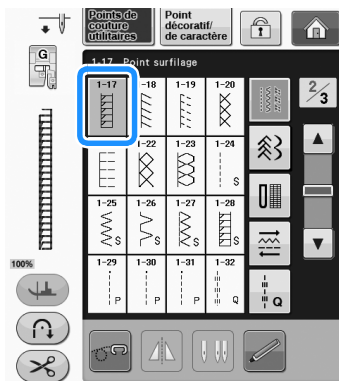 Points de
couture
utilitaires
Point
décoratif/
de caractère
G
1-17 Point surfilage
2/3
1-17
-18
1-19
1-20
1-22
1-23
1-24
S
1-25
S
1-26
S
1-27
S
1-28
S
1-29
P
1-30
P
1-31
P
1-32
Q
Q
100%